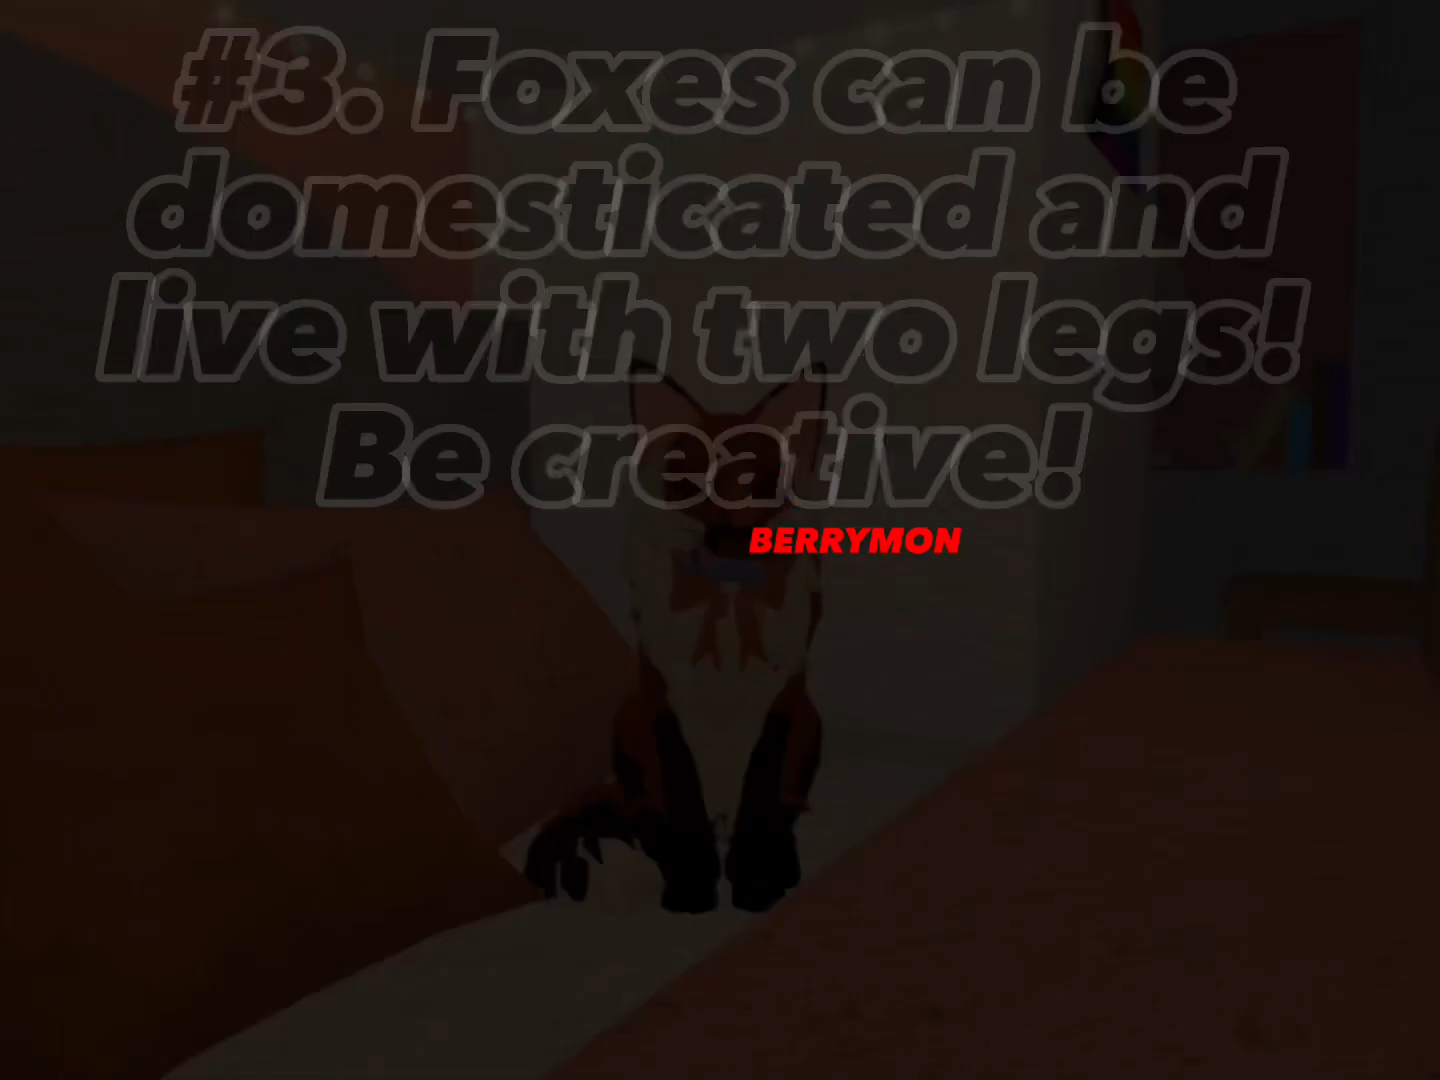 #3. Foxes can be
domesticated and
live with two legs!
Be creative!
BERRYMON